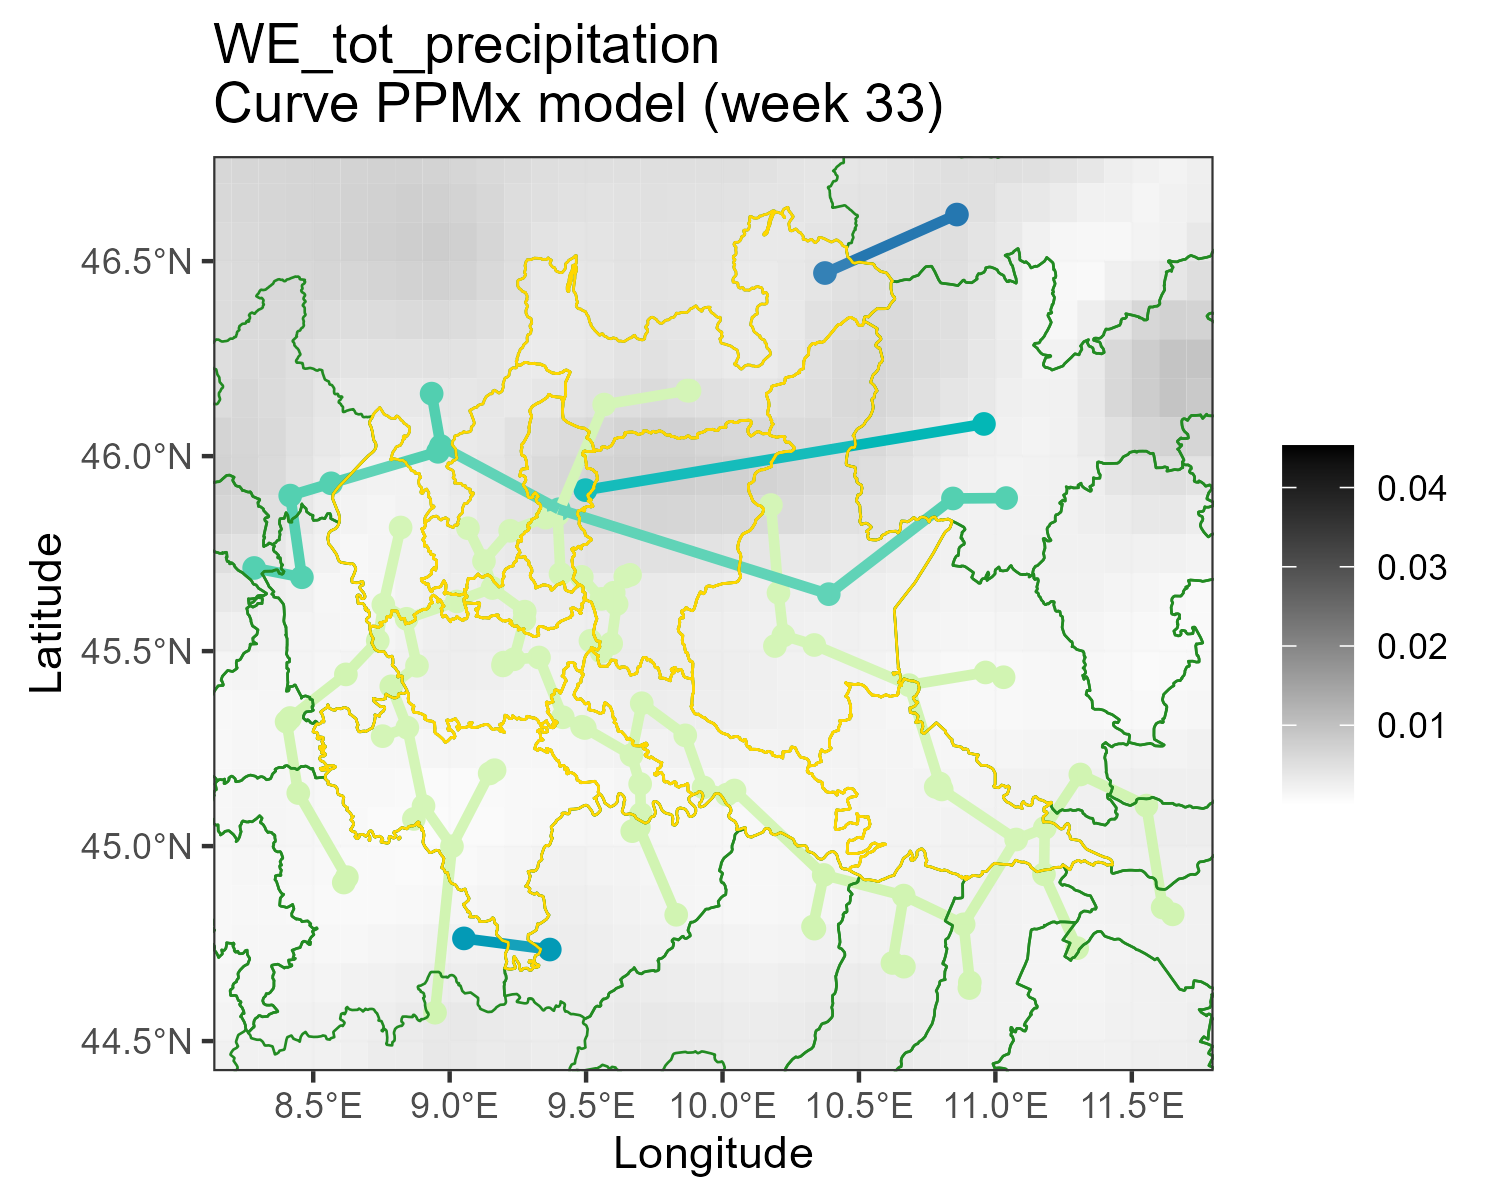 WE_tot_precipitation
Curve PPMx model (week 33)
46.5°N
46.0°N
45.5°N
45.0°N
44.5°N
Latitude
8.5°E 9.0°E 9.5°E 10.0°E 10.5°E 11.0°E 11.5°E
Longitude
0.04
0.03
0.02
0.01